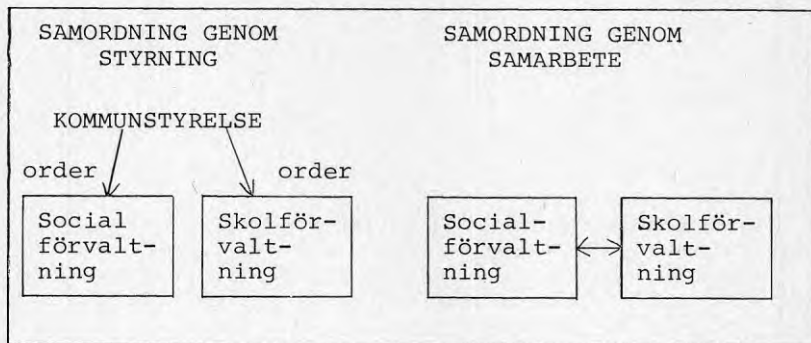 SAMORDNING GENOM
STYRNING
KOMMUNSTYRELSE
order
order
Social
förvalt-
ning
Skolför-
valt-
ning
SAMORDNING GENOM
SAMARBETE
Social-
förvalt-
ning
Skolför-
valt-
ning